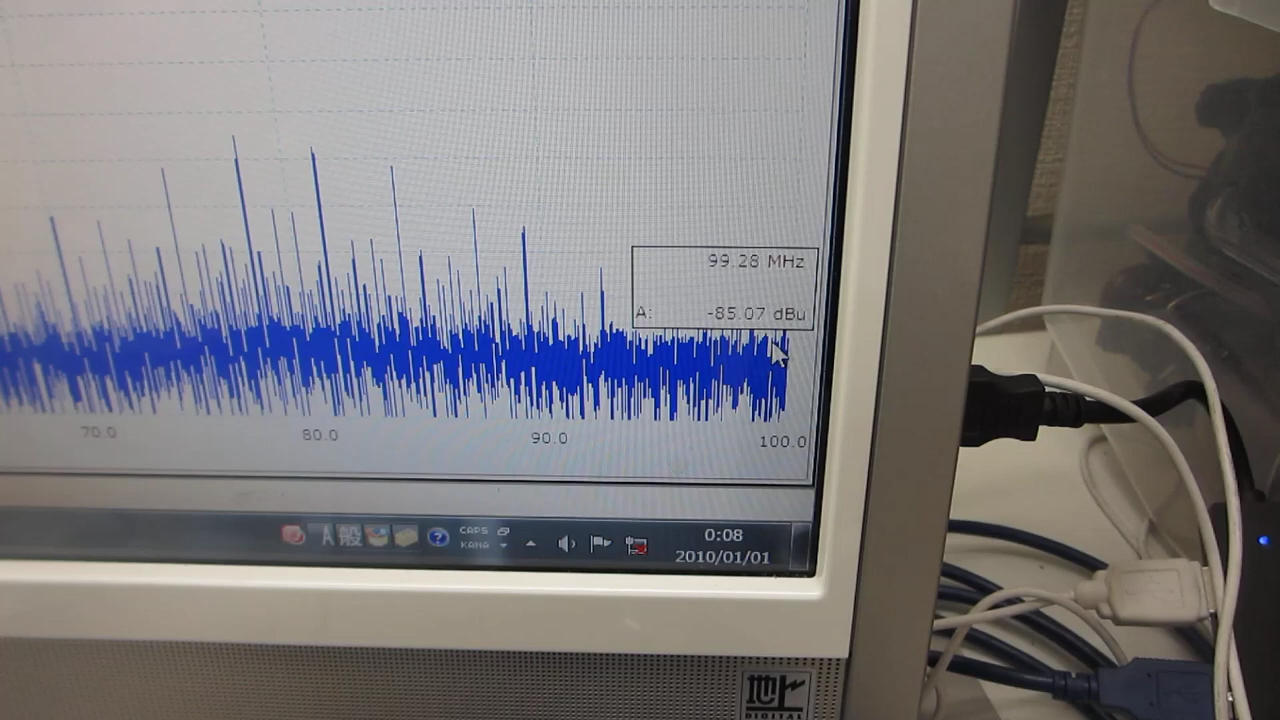 99.28 MHz
A: -85.07 dBu
70.0 80.0 90.0 100.0
A 般 ? CAPS
KANA
0:08
2010/01/01
DIGITAL